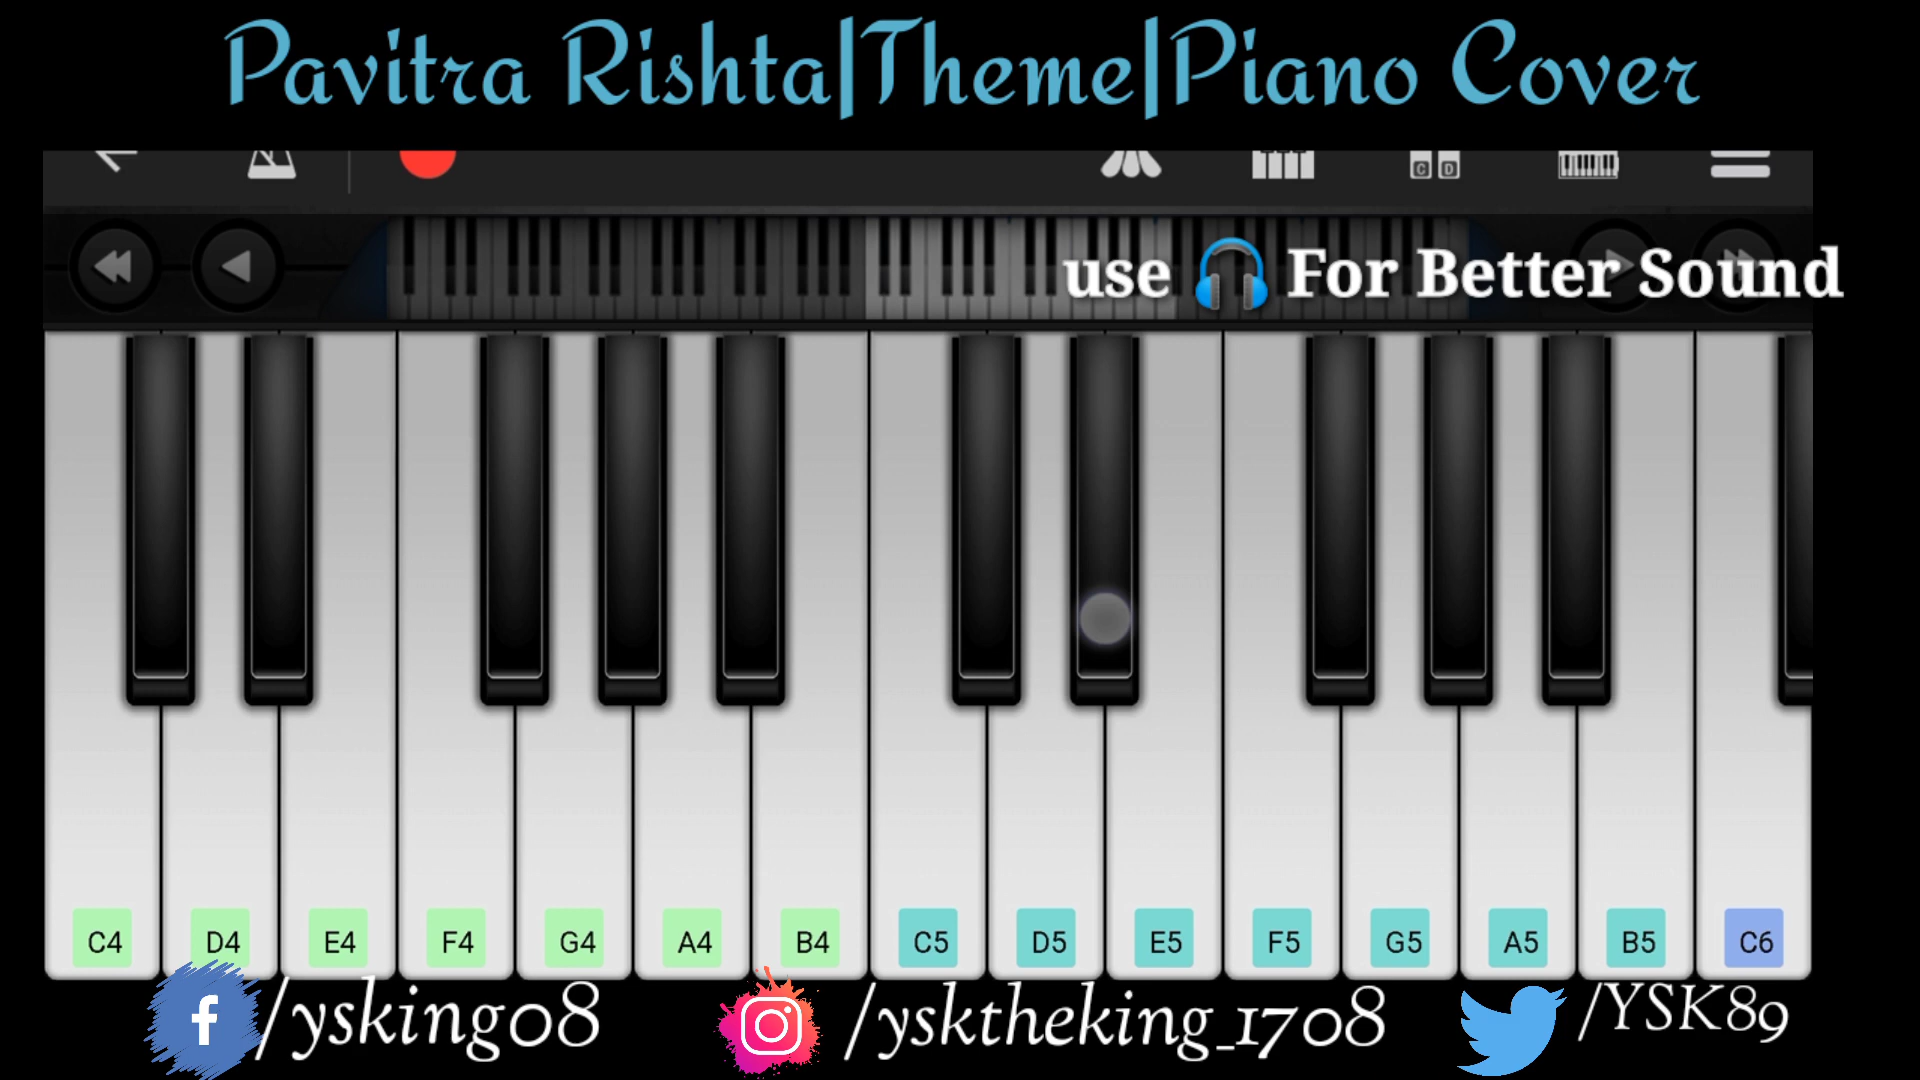 Pavitra Rishta|Theme|Piano Cover
C D
use 🎧 For Better Sound
C4 D4 E4 F4 G4 A4 B4 C5 D5 E5 F5 G5 A5 B5 C6
f /ysking08 /ysktheking_1708 /YSK89